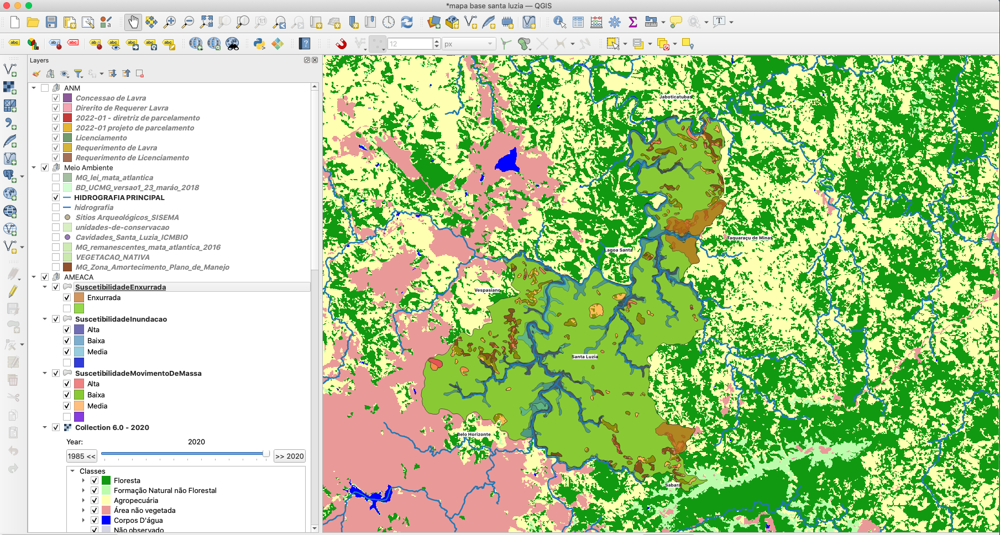 *mapa base santa luzia — QGIS
12
px
Layers
ANM
Concessao de Lavra
Direrito de Requerer Lavra
2022-01 - diretriz de parcelamento
2022-01 projeto de parcelamento
Licenciamento
Requerimento de Lavra
Requerimento de Licenciamento
Meio Ambiente
MG_lei_mata_atlantica
BD_UCMG_versao1_23_maráo_2018
HIDROGRAFIA PRINCIPAL
hidrografia
Sitios Arqueológicos_SISEMA
unidades-de-conservacao
Cavidades_Santa_Luzia_ICMBIO
MG_remanescentes_mata_atlantica_2016
VEGETACAO_NATIVA
MG_Zona_Amortecimento_Plano_de_Manejo
AMEACA
SuscetibilidadeEnxurrada
Enxurrada
SuscetibilidadeInundacao
Alta
Baixa
Media
SuscetibilidadeMovimentoDeMassa
Alta
Baixa
Media
Collection 6.0 - 2020
Year:
2020
1985 <<
>> 2020
Classes
Floresta
Formação Natural não Florestal
Agropecuária
Área não vegetada
Corpos D'água
Não observado
Jaboticatubas
Taquaraçu de Minas
Lagoa Santa
Vespasiano
Santa Luzia
Belo Horizonte
Sabará